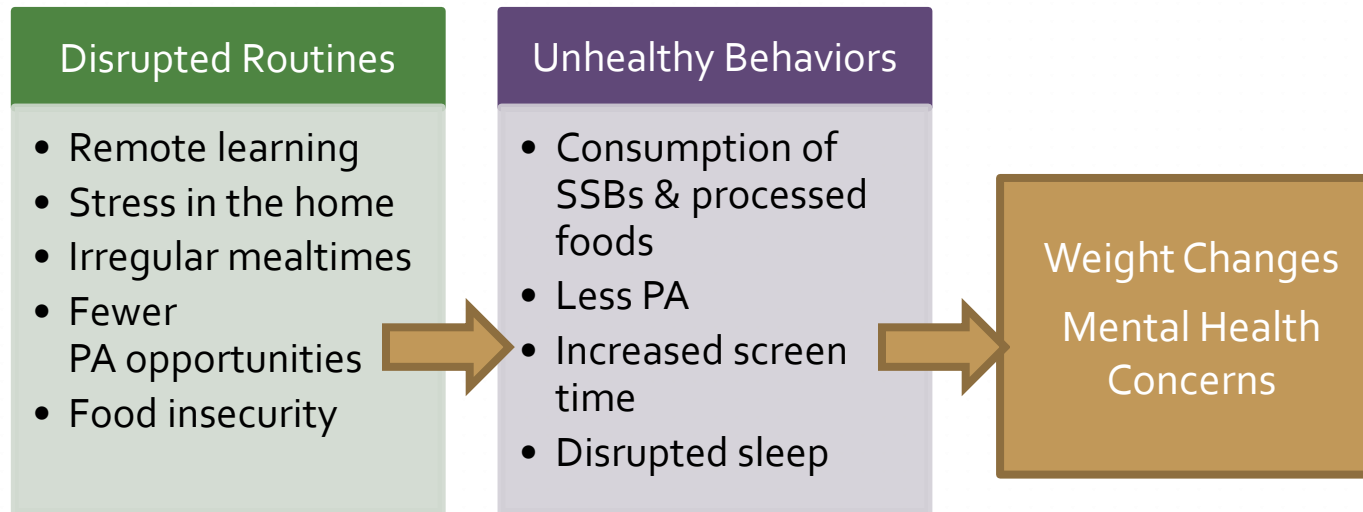 Disrupted Routines
• Remote learning
• Stress in the home
• Irregular mealtimes
• Fewer
PA opportunities
• Food insecurity
Unhealthy Behaviors
• Consumption of
SSBs & processed
foods
• Less PA
• Increased screen
time
• Disrupted sleep
Weight Changes
Mental Health
Concerns